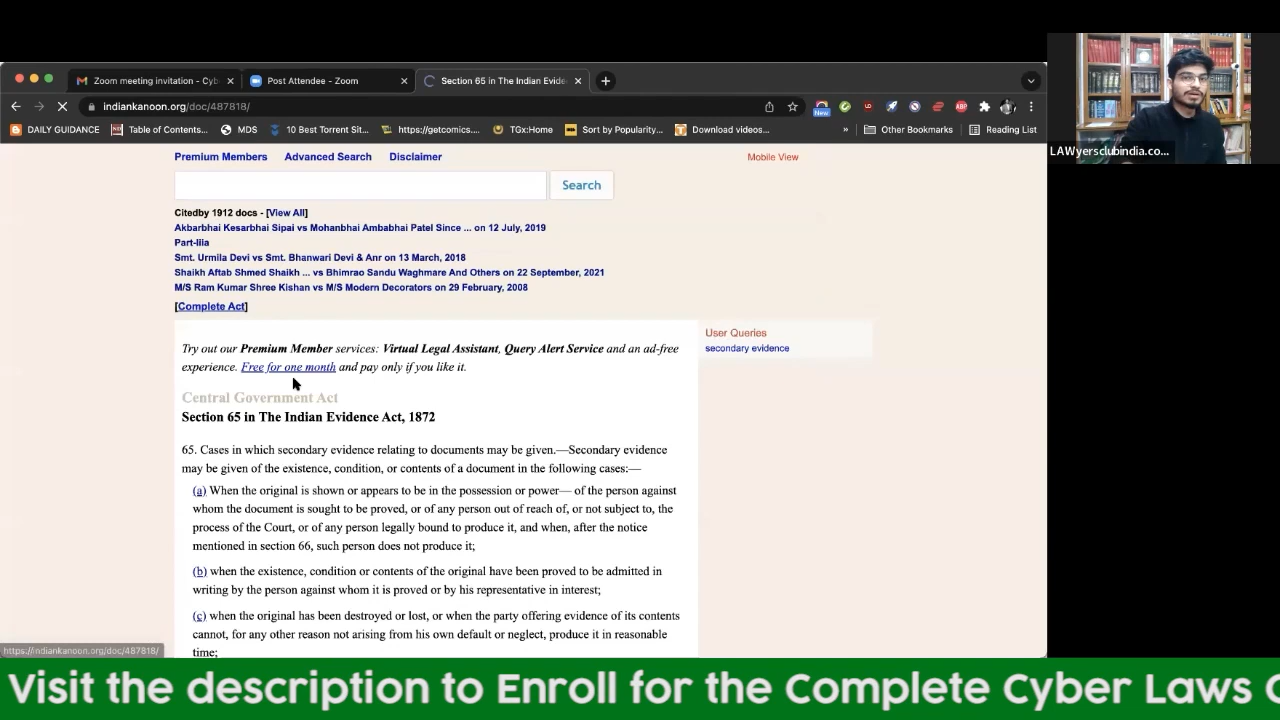 Zoom meeting invitation - Cyb
Post Attendee - Zoom
Section 65 in The Indian Evide
indiankanoon.org/doc/487818/
New
ABP
DAILY GUIDANCE
Table of Contents...
MDS
10 Best Torrent Sit...
https://getcomics....
TGx:Home
Sort by Popularity...
Download videos...
»
Other Bookmarks
Reading List
LAWyersclubindia.co...
Premium Members
Advanced Search
Disclaimer
Mobile View
Search
Citedby 1912 docs - [View All]
Akbarbhai Kesarbhai Sipai vs Mohanbhai Ambabhai Patel Since ... on 12 July, 2019
Part-Iiia
Smt. Urmila Devi vs Smt. Bhanwari Devi & Anr on 13 March, 2018
Shaikh Aftab Shmed Shaikh ... vs Bhimrao Sandu Waghmare And Others on 22 September, 2021
M/S Ram Kumar Shree Kishan vs M/S Modern Decorators on 29 February, 2008
[Complete Act]
Try out our Premium Member services: Virtual Legal Assistant, Query Alert Service and an ad-free
experience. Free for one month and pay only if you like it.
User Queries
secondary evidence
Central Government Act
Section 65 in The Indian Evidence Act, 1872
65. Cases in which secondary evidence relating to documents may be given.—Secondary evidence
may be given of the existence, condition, or contents of a document in the following cases:—
(a) When the original is shown or appears to be in the possession or power— of the person against
whom the document is sought to be proved, or of any person out of reach of, or not subject to, the
process of the Court, or of any person legally bound to produce it, and when, after the notice
mentioned in section 66, such person does not produce it;
(b) when the existence, condition or contents of the original have been proved to be admitted in
writing by the person against whom it is proved or by his representative in interest;
(c) when the original has been destroyed or lost, or when the party offering evidence of its contents
cannot, for any other reason not arising from his own default or neglect, produce it in reasonable
time;
https://indiankanoon.org/doc/487818/
Visit the description to Enroll for the Complete Cyber Laws C